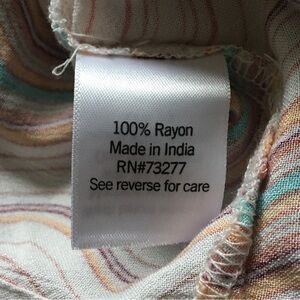 100% Rayon
Made in India
RN#73277
See reverse for care